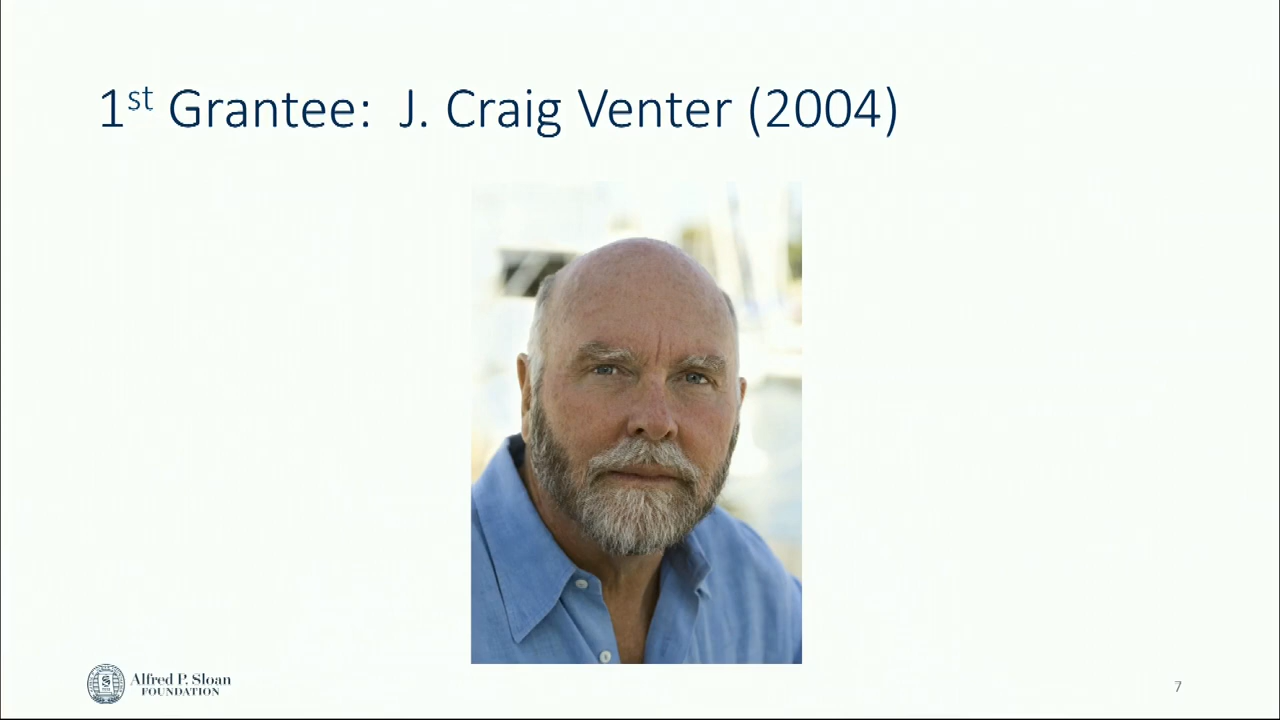 1st Grantee: J. Craig Venter (2004)
Alfred P. Sloan
FOUNDATION
7